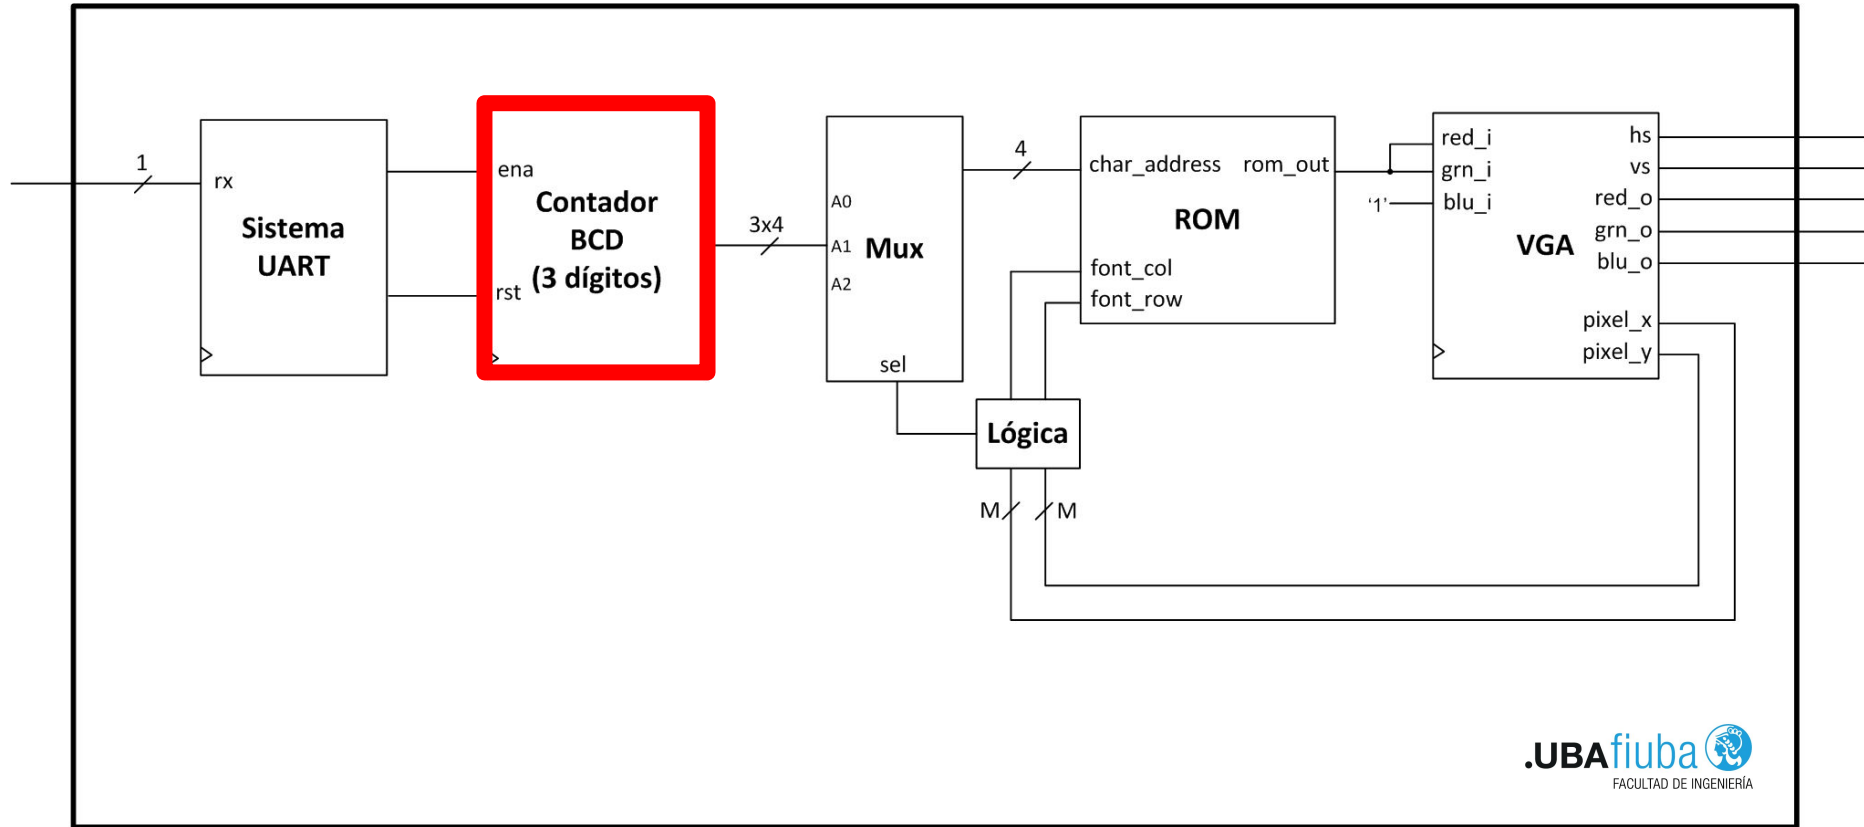 1
rx
Sistema
UART
ena
Contador
BCD
(3 dígitos)
rst
3x4
A0
A1
A2
Mux
sel
4
char_address
rom_out
ROM
font_col
font_row
Lógica
M
M
red_i
grn_i
blu_i
'1'
VGA
hs
vs
red_o
grn_o
blu_o
pixel_x
pixel_y
.UBAfiuba
FACULTAD DE INGENIERÍA